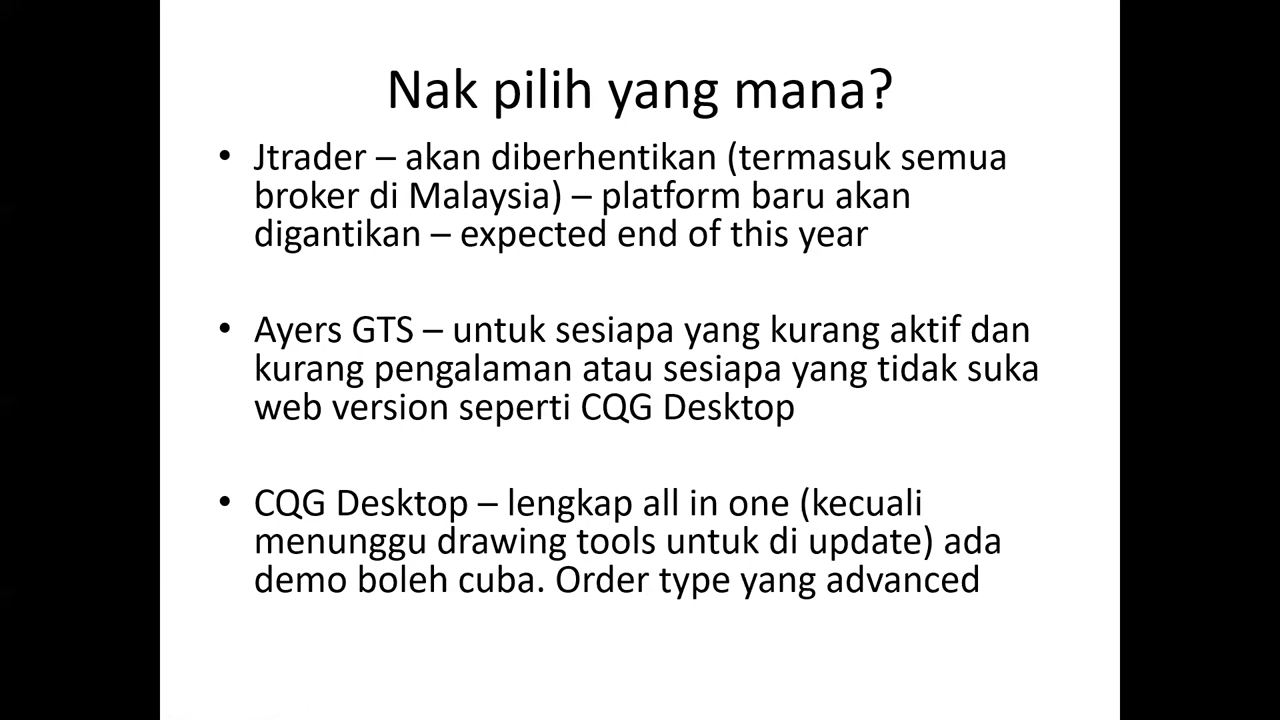 Nak pilih yang mana?
• Jtrader – akan diberhentikan (termasuk semua
broker di Malaysia) – platform baru akan
digantikan – expected end of this year
• Ayers GTS – untuk sesiapa yang kurang aktif dan
kurang pengalaman atau sesiapa yang tidak suka
web version seperti CQG Desktop
• CQG Desktop – lengkap all in one (kecuali
menunggu drawing tools untuk di update) ada
demo boleh cuba. Order type yang advanced